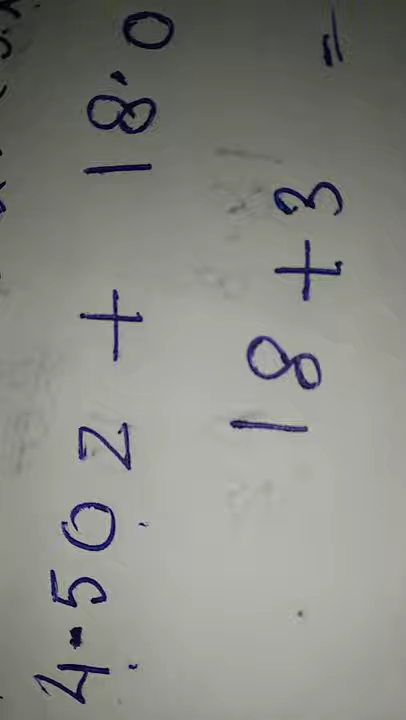 4.502 + 18.0
18 + 3 =